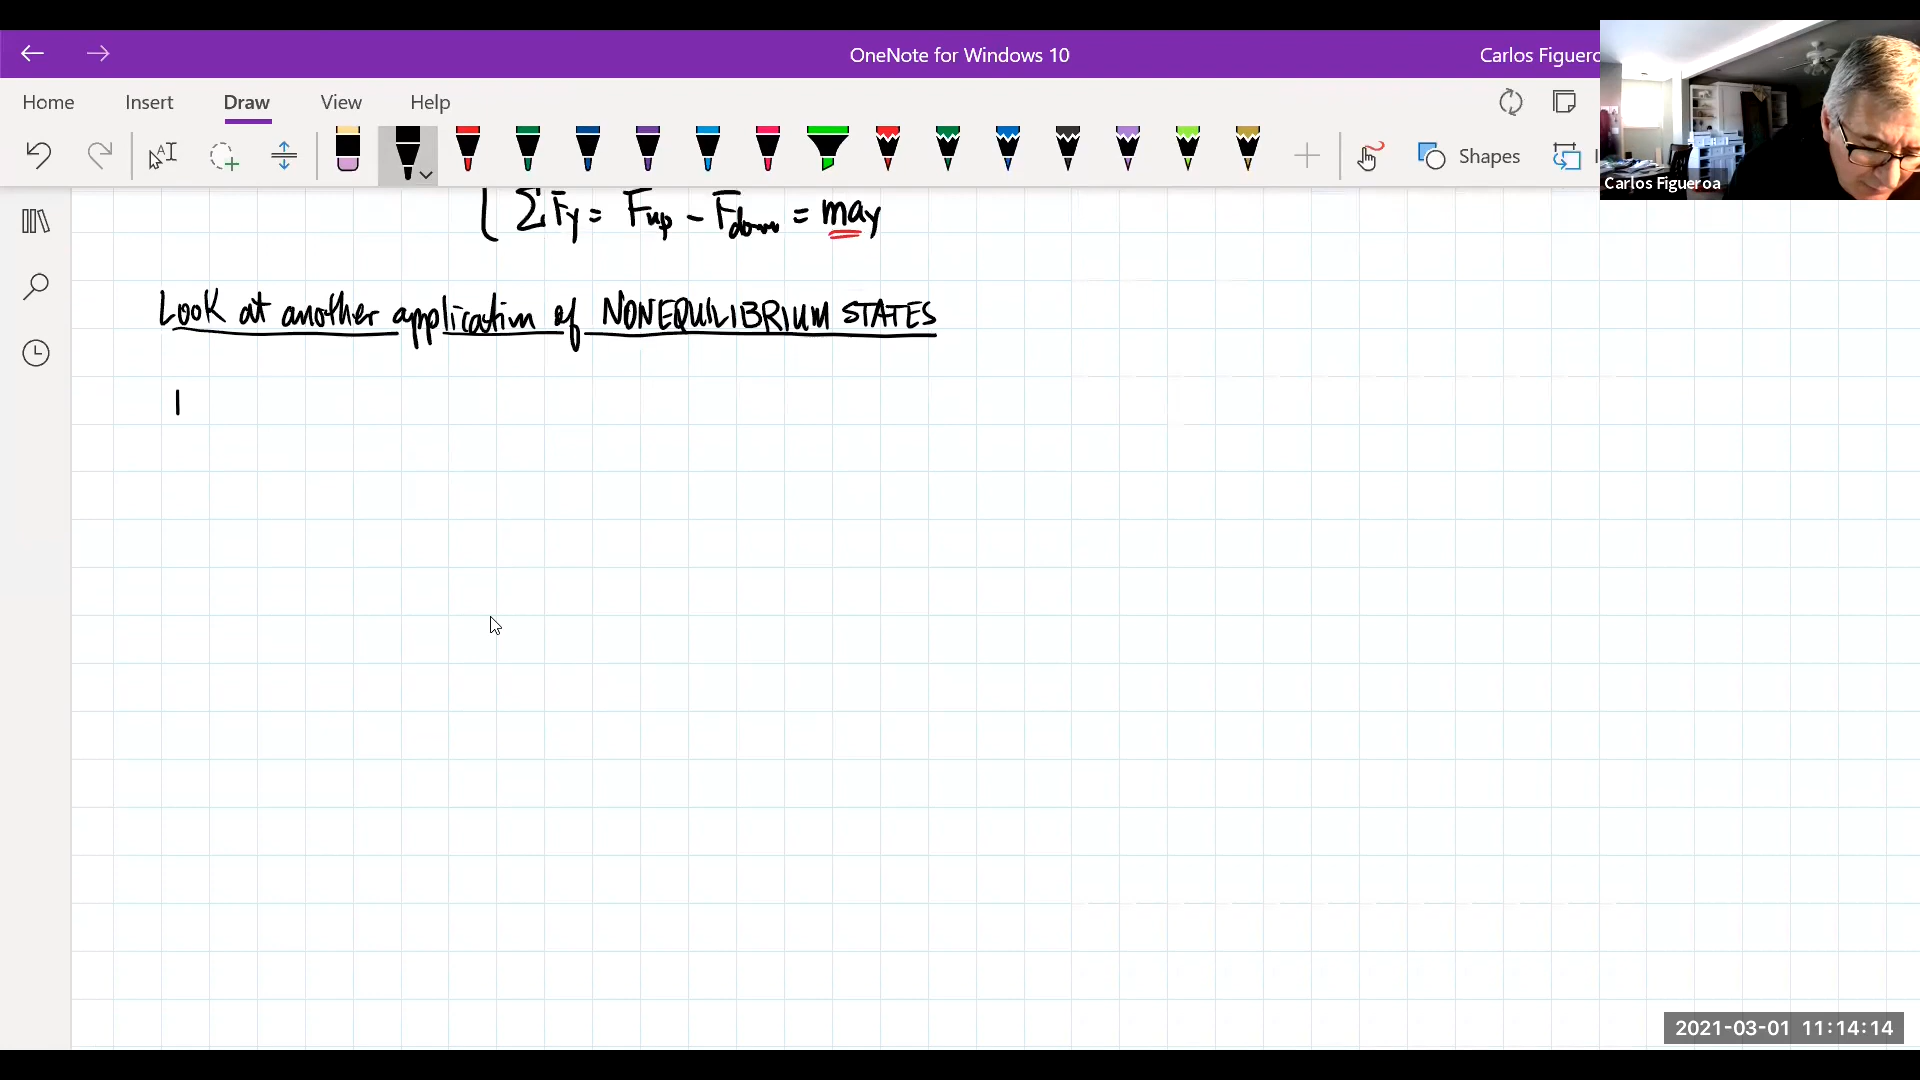 OneNote for Windows 10
Carlos Figuero
Home Insert Draw View Help
Shapes
Carlos Figueroa
ΣFy = Fup - Fdown = may
Look at another application of NONEQUILIBRIUM STATES
2021-03-01 11:14:14